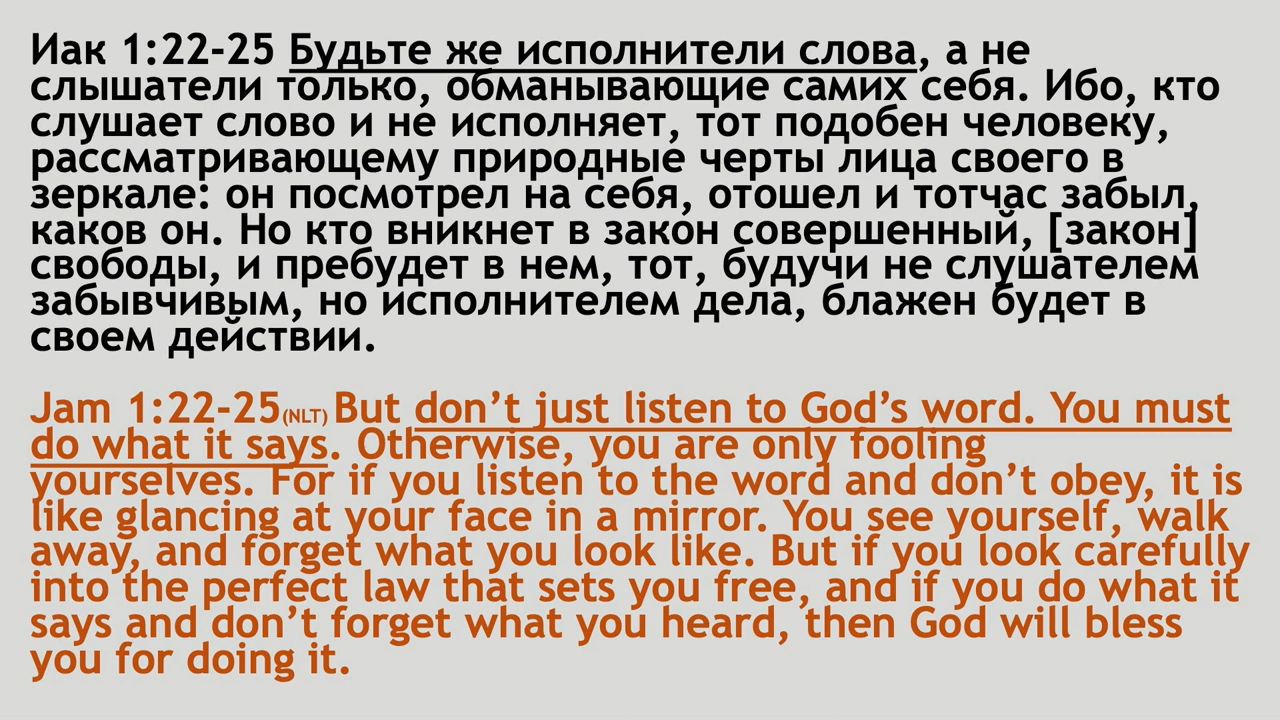 Иак 1:22-25 Будьте же исполнители слова, а не
слышатели только, обманывающие самих себя. Ибо, кто
слушает слово и не исполняет, тот подобен человеку,
рассматривающему природные черты лица своего в
зеркале: он посмотрел на себя, отошел и тотчас забыл,
каков он. Но кто вникнет в закон совершенный, [закон]
свободы, и пребудет в нем, тот, будучи не слушателем
забывчивым, но исполнителем дела, блажен будет в
своем действии.
Jam 1:22-25(NLT) But don’t just listen to God’s word. You must
do what it says. Otherwise, you are only fooling
yourselves. For if you listen to the word and don’t obey, it is
like glancing at your face in a mirror. You see yourself, walk
away, and forget what you look like. But if you look carefully
into the perfect law that sets you free, and if you do what it
says and don’t forget what you heard, then God will bless
you for doing it.